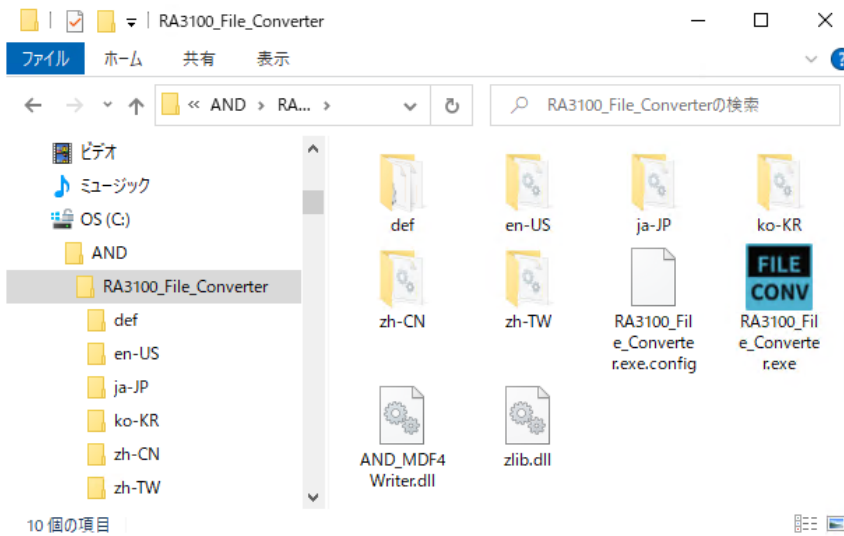 RA3100_File_Converter
ファイル ホーム 共有 表示
« AND › RA... › RA3100_File_Converterの検索
ビデオ
ミュージック
OS (C:)
AND
RA3100_File_Converter
def
en-US
ja-JP
ko-KR
zh-CN
zh-TW
def en-US ja-JP ko-KR
FILE
CONV
zh-CN zh-TW RA3100_Fil RA3100_Fil
e_Converte e_Converte
r.exe.config r.exe
AND_MDF4 zlib.dll
Writer.dll
10 個の項目